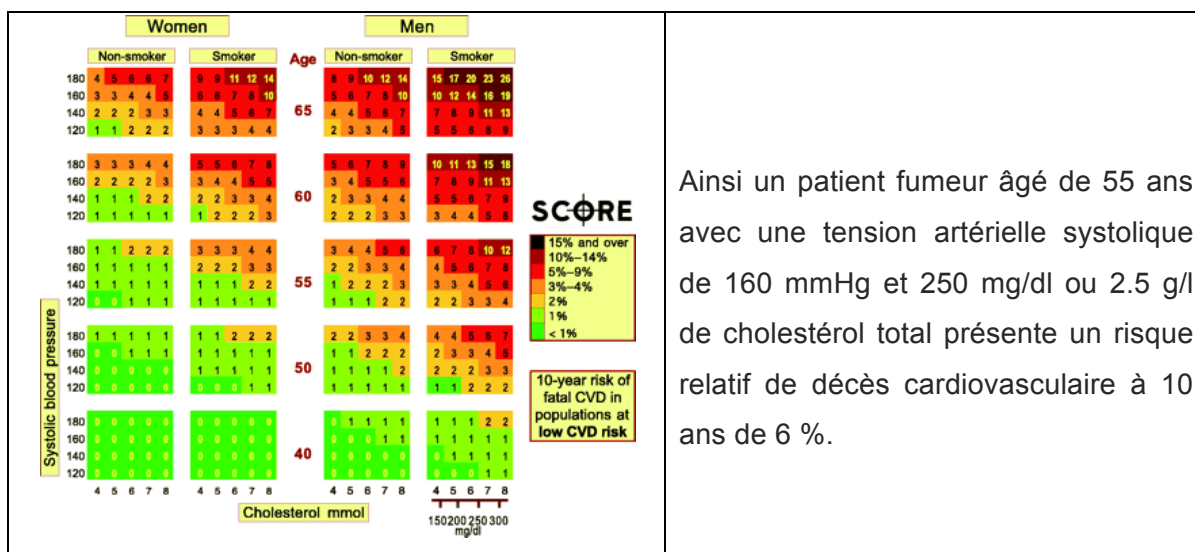 Women Men
Non-smoker Smoker Age Non-smoker Smoker
180 4 5 6 6 7 9 9 11 12 14 8 9 10 12 14 15 17 20 23 26
160 3 3 4 4 5 6 6 7 8 10 5 6 7 8 10 10 12 14 16 19
65
140 2 2 2 3 3 4 4 5 6 7 4 4 5 6 7 7 8 9 11 13
120 1 1 2 2 2 3 3 3 4 4 2 3 3 4 5 5 5 6 8 9
180 3 3 3 4 4 5 5 6 7 8 5 6 7 8 9 10 11 13 15 18
160 2 2 2 2 3 3 4 4 5 5 3 4 5 5 6 7 8 9 11 13
60
140 1 1 1 2 2 2 2 3 3 4 2 3 3 4 4 5 5 6 7 9
120 1 1 1 1 1 1 2 2 2 3 2 2 2 3 3 3 4 4 5 6
180 1 1 2 2 2 3 3 3 4 4 3 4 4 5 6 6 7 8 10 12
160 1 1 1 1 1 2 2 2 3 3 2 2 3 3 4 4 5 6 7 8
55
140 1 1 1 1 1 1 1 1 2 2 1 2 2 2 3 3 3 4 5 6
120 0 0 1 1 1 1 1 1 1 1 1 1 1 2 2 2 2 3 3 4
180 1 1 1 1 1 1 1 2 2 2 2 2 3 3 4 4 4 5 6 7
160 0 0 1 1 1 1 1 1 1 1 1 1 2 2 2 2 3 3 4 5
50
140 0 0 0 0 0 1 1 1 1 1 1 1 1 1 2 2 2 2 3 3
120 0 0 0 0 0 0 0 0 1 1 1 1 1 1 1 1 1 2 2 2
180 0 0 0 0 0 0 0 0 0 0 0 1 1 1 1 1 1 1 2 2
160 0 0 0 0 0 0 0 0 0 0 0 0 0 1 1 1 1 1 1 1
40
140 0 0 0 0 0 0 0 0 0 0 0 0 0 0 0 0 1 1 1 1
120 0 0 0 0 0 0 0 0 0 0 0 0 0 0 0 0 0 0 1 1
4 5 6 7 8 4 5 6 7 8 4 5 6 7 8 4 5 6 7 8
Systolic blood pressure
Cholesterol mmol
150 200 250 300
mg/dl
SCORE
15% and over
10%–14%
5%–9%
3%–4%
2%
1%
< 1%
10-year risk of
fatal CVD in
populations at
low CVD risk
Ainsi un patient fumeur âgé de 55 ans
avec une tension artérielle systolique
de 160 mmHg et 250 mg/dl ou 2.5 g/l
de cholestérol total présente un risque
relatif de décès cardiovasculaire à 10
ans de 6 %.